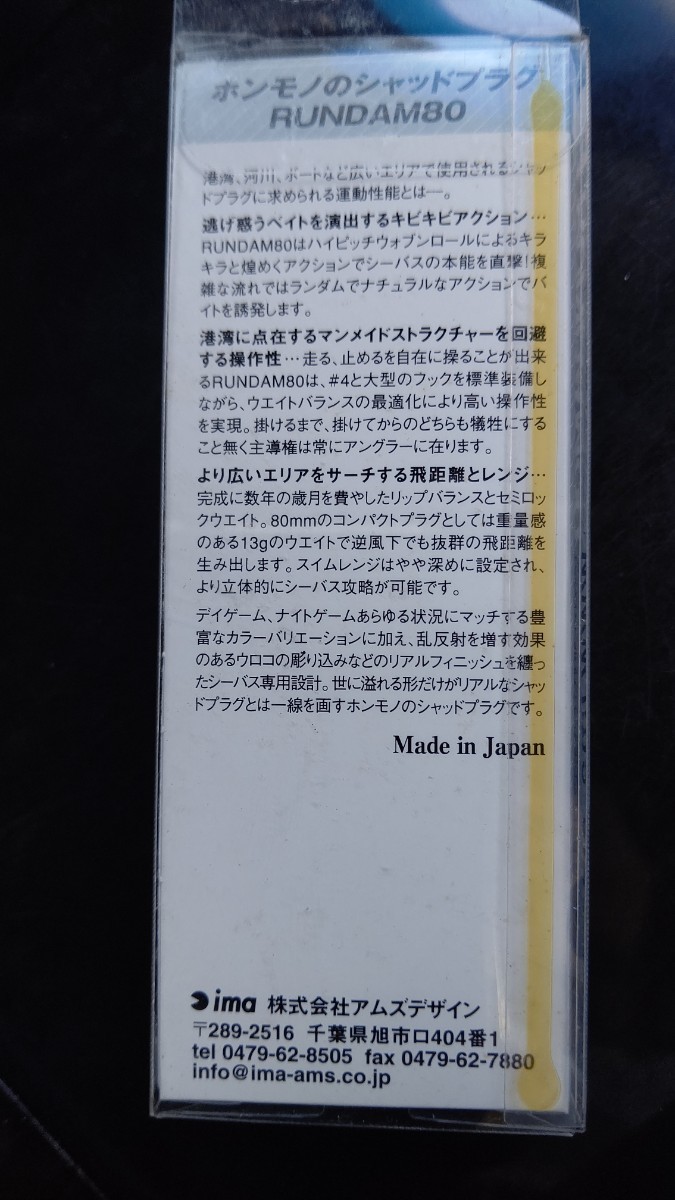 ホンモノのシャッドプラグ
RUNDAM80
港湾、河川、ボートなど広いエリアで使用されるシャッ
ドプラグに求められる運動性能とは―。
逃げ惑うベイトを演出するキビキビアクション…
RUNDAM80はハイピッチウォブンロールによるキラ
キラと煌めくアクションでシーバスの本能を直撃!複
雑な流れではランダムでナチュラルなアクションでバ
イトを誘発します。
港湾に点在するマンメイドストラクチャーを回避
する操作性…走る、止めるを自在に操ることが出来
るRUNDAM80は、#4と大型のフックを標準装備し
ながら、ウエイトバランスの最適化により高い操作性
を実現。掛けるまで、掛けてからのどちらも犠牲にする
こと無く主導権は常にアングラーに在ります。
より広いエリアをサーチする飛距離とレンジ…
完成に数年の歳月を費やしたリップバランスとセミロッ
クウエイト。80mmのコンパクトプラグとしては重量感
のある13gのウエイトで逆風下でも抜群の飛距離を
生み出します。スイムレンジはやや深めに設定され、
より立体的にシーバス攻略が可能です。
デイゲーム、ナイトゲームあらゆる状況にマッチする豊
富なカラーバリエーションに加え、乱反射を増す効果
のあるウロコの彫り込みなどのリアルフィニッシュを纏っ
たシーバス専用設計。世に溢れる形だけがリアルなシャッ
ドプラグとは一線を画すホンモノのシャッドプラグです。
Made in Japan
ima 株式会社アムズデザイン
〒289-2516 千葉県旭市ロ404番1
tel 0479-62-8505 fax 0479-62-7880
info@ima-ams.co.jp